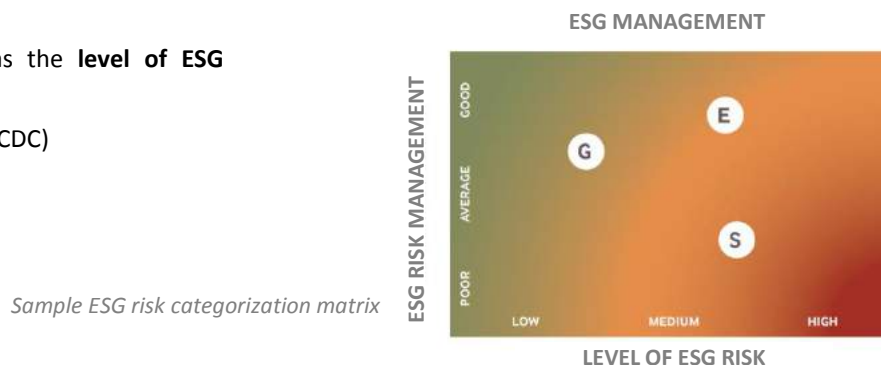 ESG MANAGEMENT
as the level of ESG
CDC)
Sample ESG risk categorization matrix
ESG RISK MANAGEMENT
GOOD
AVERAGE
POOR
E
G
S
LOW MEDIUM HIGH
LEVEL OF ESG RISK